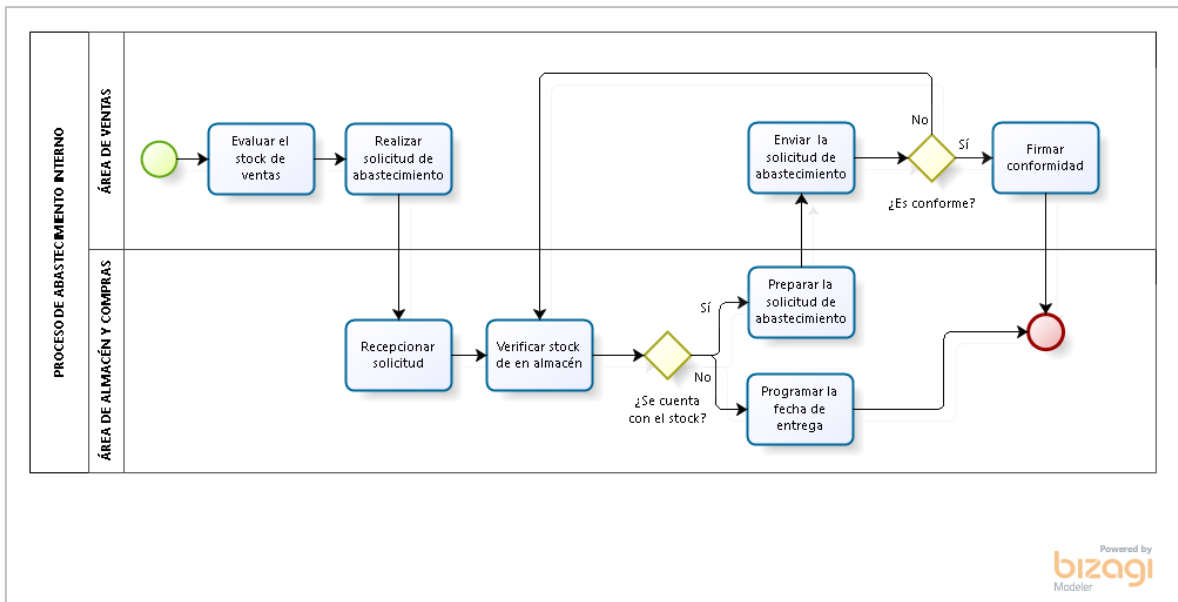 PROCESO DE ABASTECIMIENTO INTERNO
ÁREA DE VENTAS
Evaluar el
stock de
ventas
Realizar
solicitud de
abastecimiento
Enviar la
solicitud de
abastecimiento
No
Sí
¿Es conforme?
Firmar
conformidad
ÁREA DE ALMACÉN Y COMPRAS
Recepcionar
solicitud
Verificar stock
de en almacén
¿Se cuenta
con el stock?
Sí
No
Preparar la
solicitud de
abastecimiento
Programar la
fecha de
entrega
Powered by
bizagi
Modeler